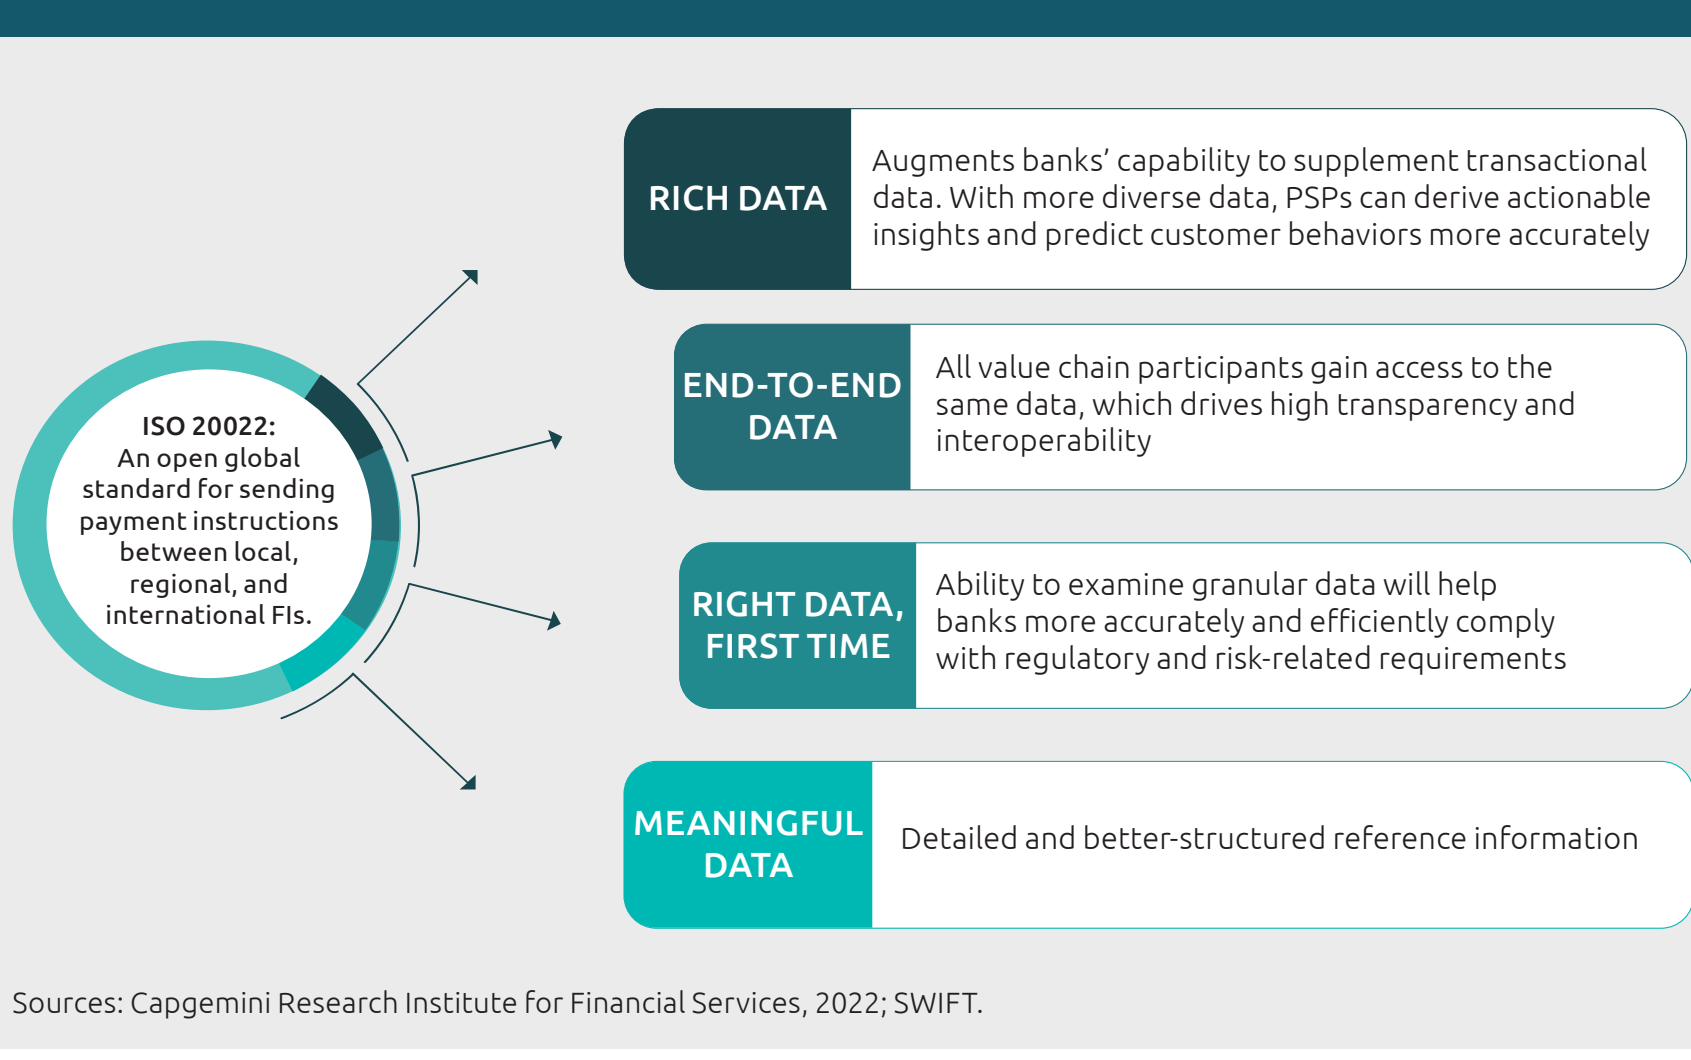 ISO 20022:
An open global
standard for sending
payment instructions
between local,
regional, and
international FIs.
RICH DATA
Augments banks’ capability to supplement transactional
data. With more diverse data, PSPs can derive actionable
insights and predict customer behaviors more accurately
END-TO-END
DATA
All value chain participants gain access to the
same data, which drives high transparency and
interoperability
RIGHT DATA,
FIRST TIME
Ability to examine granular data will help
banks more accurately and efficiently comply
with regulatory and risk-related requirements
MEANINGFUL
DATA
Detailed and better-structured reference information
Sources: Capgemini Research Institute for Financial Services, 2022; SWIFT.